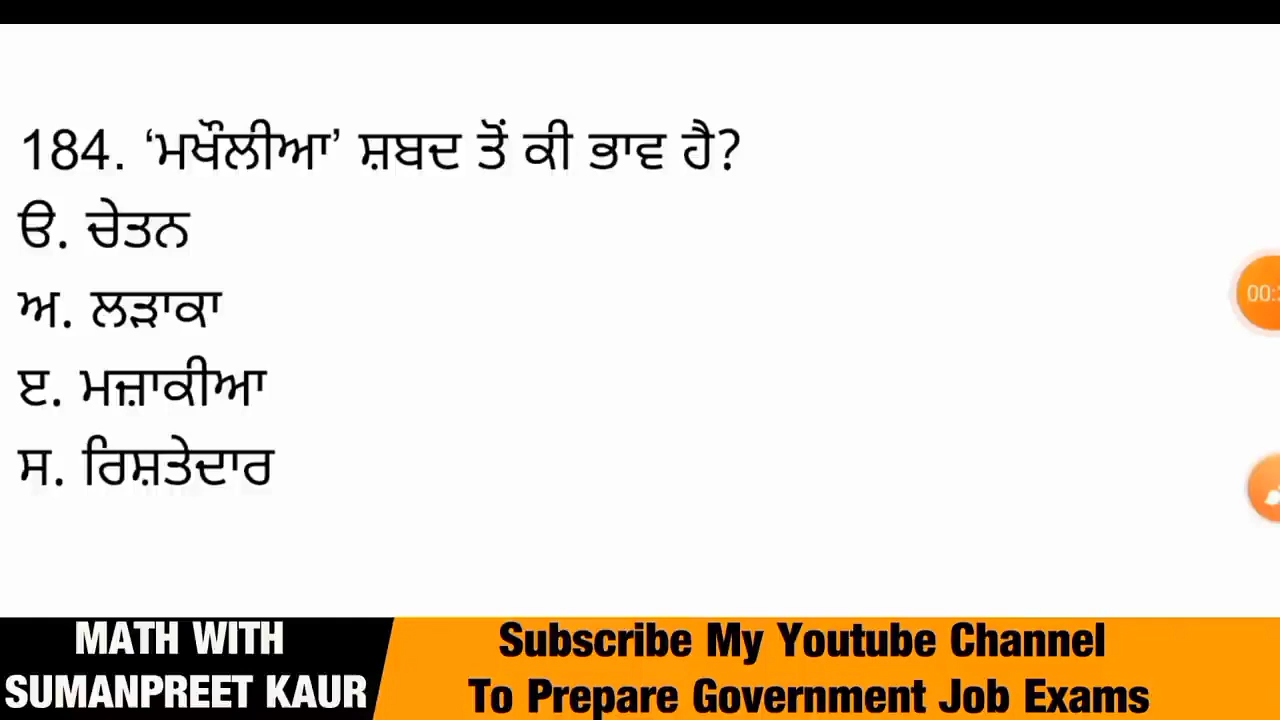 184. ‘ਮਖੌਲੀਆ’ ਸ਼ਬਦ ਤੋਂ ਕੀ ਭਾਵ ਹੈ?
ੳ. ਚੇਤਨ
ਅ. ਲੜਾਕਾ
ੲ. ਮਜ਼ਾਕੀਆ
ਸ. ਰਿਸ਼ਤੇਦਾਰ
00:
MATH WITH
SUMANPREET KAUR
Subscribe My Youtube Channel
To Prepare Government Job Exams